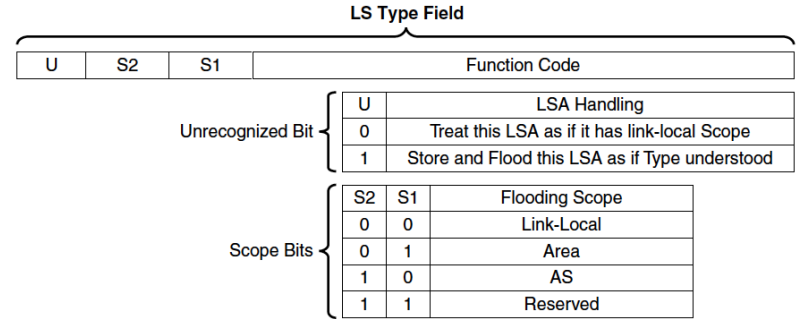 LS Type Field
U S2 S1 Function Code
U LSA Handling
Unrecognized Bit 0 Treat this LSA as if it has link-local Scope
1 Store and Flood this LSA as if Type understood
S2 S1 Flooding Scope
0 0 Link-Local
Scope Bits 0 1 Area
1 0 AS
1 1 Reserved